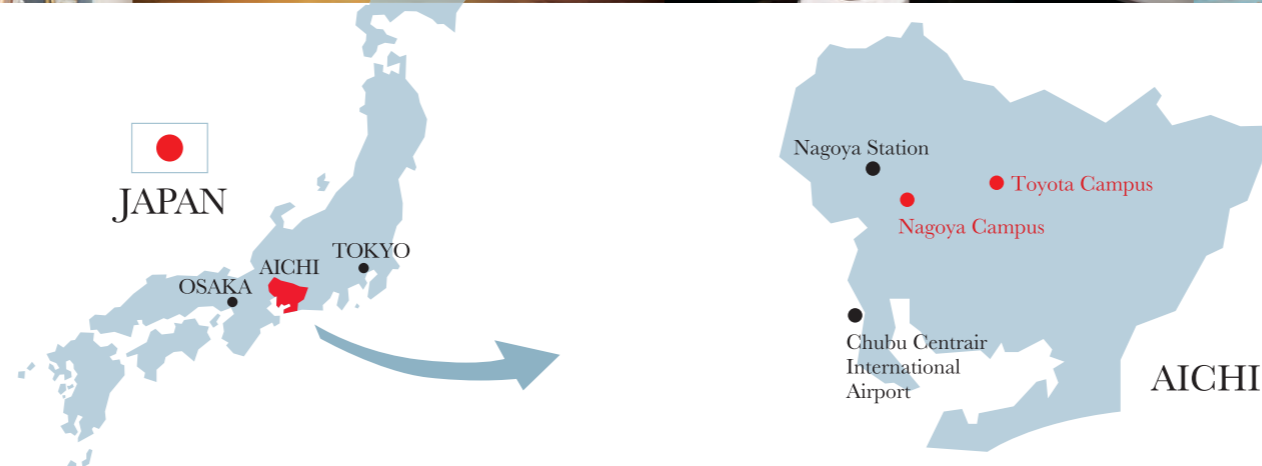 JAPAN
TOKYO
AICHI
OSAKA
Nagoya Station
Toyota Campus
Nagoya Campus
Chubu Centrair
International
Airport
AICHI